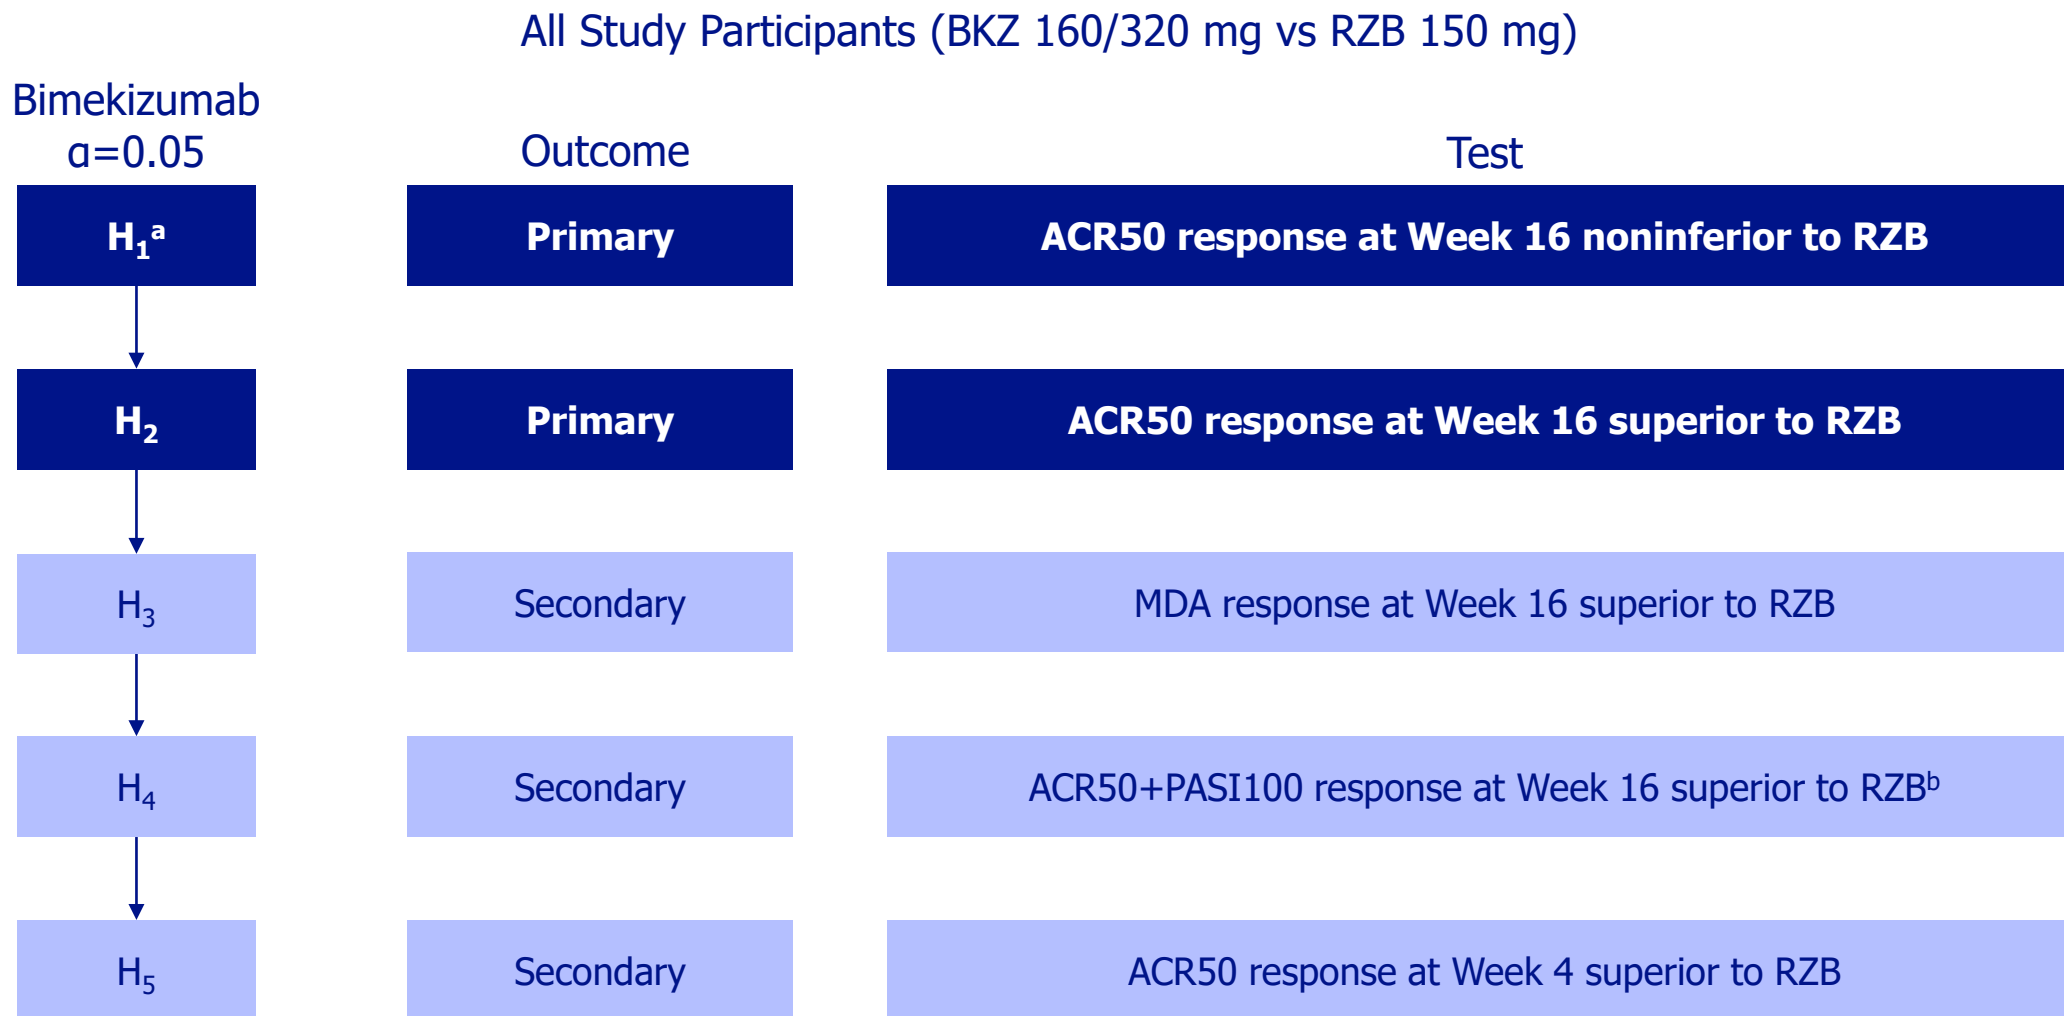 All Study Participants (BKZ 160/320 mg vs RZB 150 mg)
Bimekizumab
α=0.05
Outcome
Test
H₁ᵃ
Primary
ACR50 response at Week 16 noninferior to RZB
H₂
Primary
ACR50 response at Week 16 superior to RZB
H₃
Secondary
MDA response at Week 16 superior to RZB
H₄
Secondary
ACR50+PASI100 response at Week 16 superior to RZBᵇ
H₅
Secondary
ACR50 response at Week 4 superior to RZB